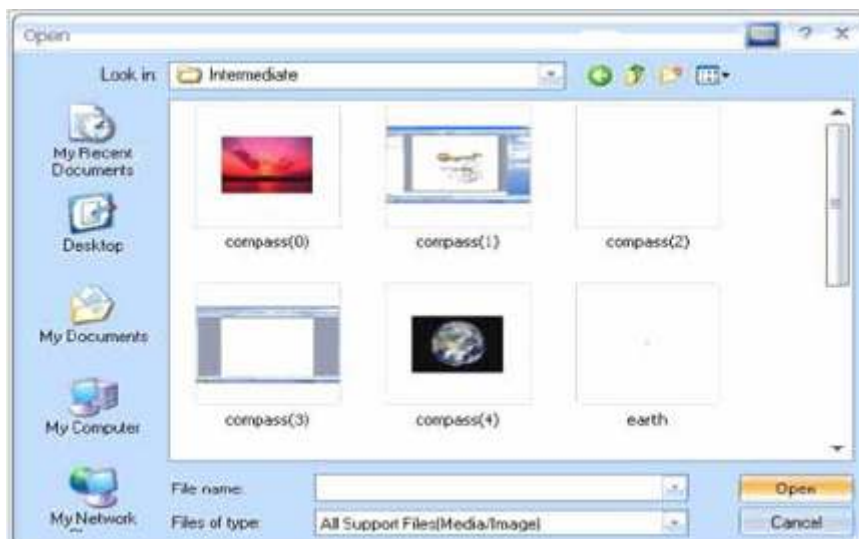 Open
Look in:
Intermediate
My Recent
Documents
Desktop
My Documents
My Computer
My Network
compass(0)
compass(1)
compass(2)
compass(3)
compass(4)
earth
File name:
Open
Files of type:
All Support Files(Media/Image)
Cancel